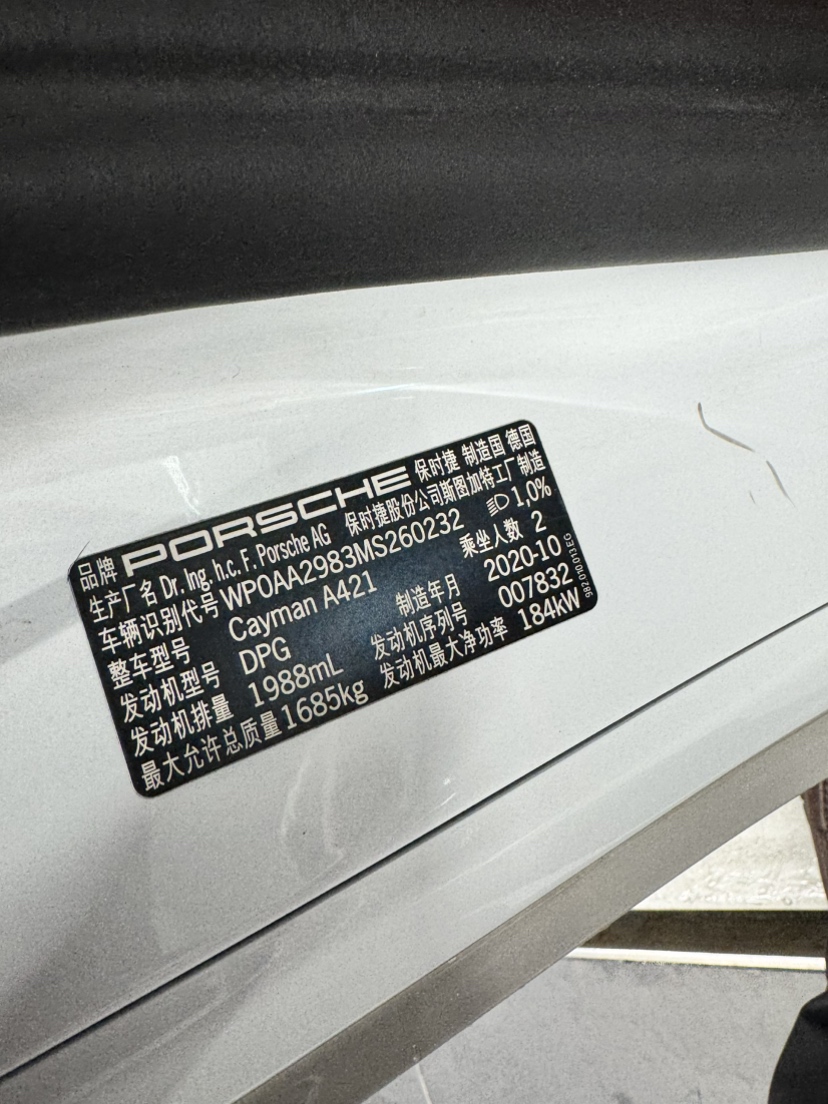 品牌 PORSCHE 保时捷 制造国 德国
生产厂名 Dr. Ing. h.c. F. Porsche AG 保时捷股份公司斯图加特工厂制造
车辆识别代号 WP0AA2983MS260232 1,0%
整车型号 Cayman A421 乘坐人数 2
发动机型号 DPG 制造年月 2020-10
发动机排量 1988mL 发动机序列号 007832
最大允许总质量 1685kg 发动机最大净功率 184kW